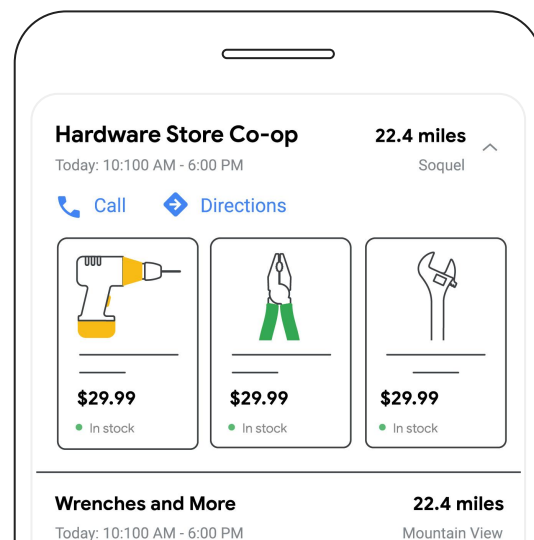 Hardware Store Co-op 22.4 miles
Today: 10:100 AM - 6:00 PM Soquel
Call Directions
$29.99 $29.99 $29.99
In stock In stock In stock
Wrenches and More 22.4 miles
Today: 10:100 AM - 6:00 PM Mountain View